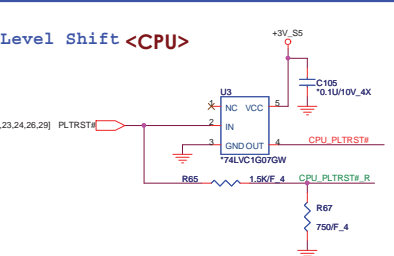 Level Shift <CPU>
+3V_S5
C105
*0.1U/10V_4X
U3
1 NC VCC 5
2 IN
3 GND OUT 4
*74LVC1G07GW
,23,24,26,29] PLTRST#
CPU_PLTRST#
R65 1.5K/F_4 CPU_PLTRST#_R
R67
750/F_4